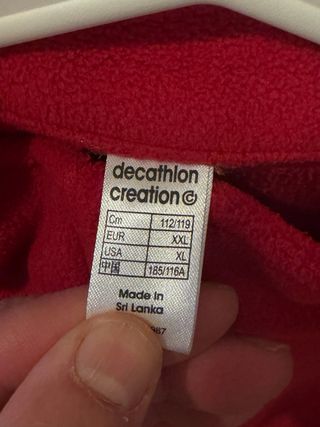 decathlon
creation
Cm 112/119
EUR XXL
USA XL
中国 185/116A
Made in
Sri Lanka